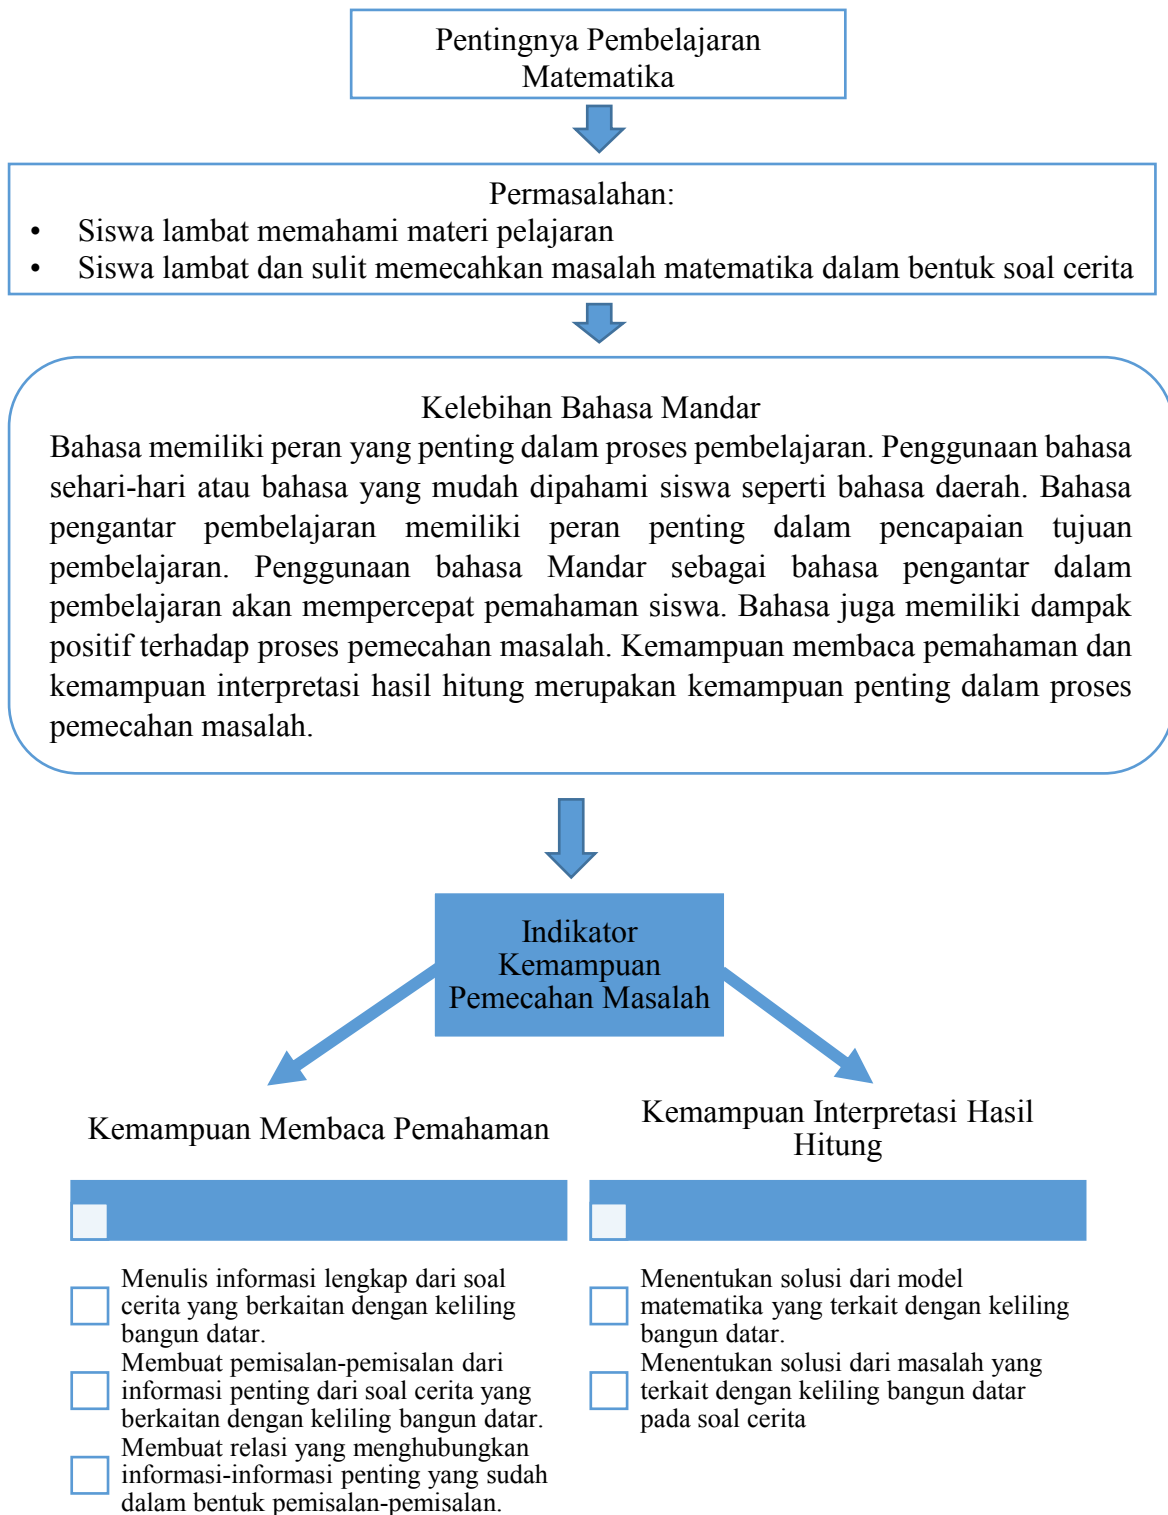 Pentingnya Pembelajaran
Matematika
Permasalahan:
• Siswa lambat memahami materi pelajaran
• Siswa lambat dan sulit memecahkan masalah matematika dalam bentuk soal cerita
Kelebihan Bahasa Mandar
Bahasa memiliki peran yang penting dalam proses pembelajaran. Penggunaan bahasa
sehari-hari atau bahasa yang mudah dipahami siswa seperti bahasa daerah. Bahasa
pengantar pembelajaran memiliki peran penting dalam pencapaian tujuan
pembelajaran. Penggunaan bahasa Mandar sebagai bahasa pengantar dalam
pembelajaran akan mempercepat pemahaman siswa. Bahasa juga memiliki dampak
positif terhadap proses pemecahan masalah. Kemampuan membaca pemahaman dan
kemampuan interpretasi hasil hitung merupakan kemampuan penting dalam proses
pemecahan masalah.
Indikator
Kemampuan
Pemecahan Masalah
Kemampuan Membaca Pemahaman
Menulis informasi lengkap dari soal
cerita yang berkaitan dengan keliling
bangun datar.
Membuat pemisalan-pemisalan dari
informasi penting dari soal cerita yang
berkaitan dengan keliling bangun datar.
Membuat relasi yang menghubungkan
informasi-informasi penting yang sudah
dalam bentuk pemisalan-pemisalan.
Kemampuan Interpretasi Hasil
Hitung
Menentukan solusi dari model
matematika yang terkait dengan keliling
bangun datar.
Menentukan solusi dari masalah yang
terkait dengan keliling bangun datar
pada soal cerita